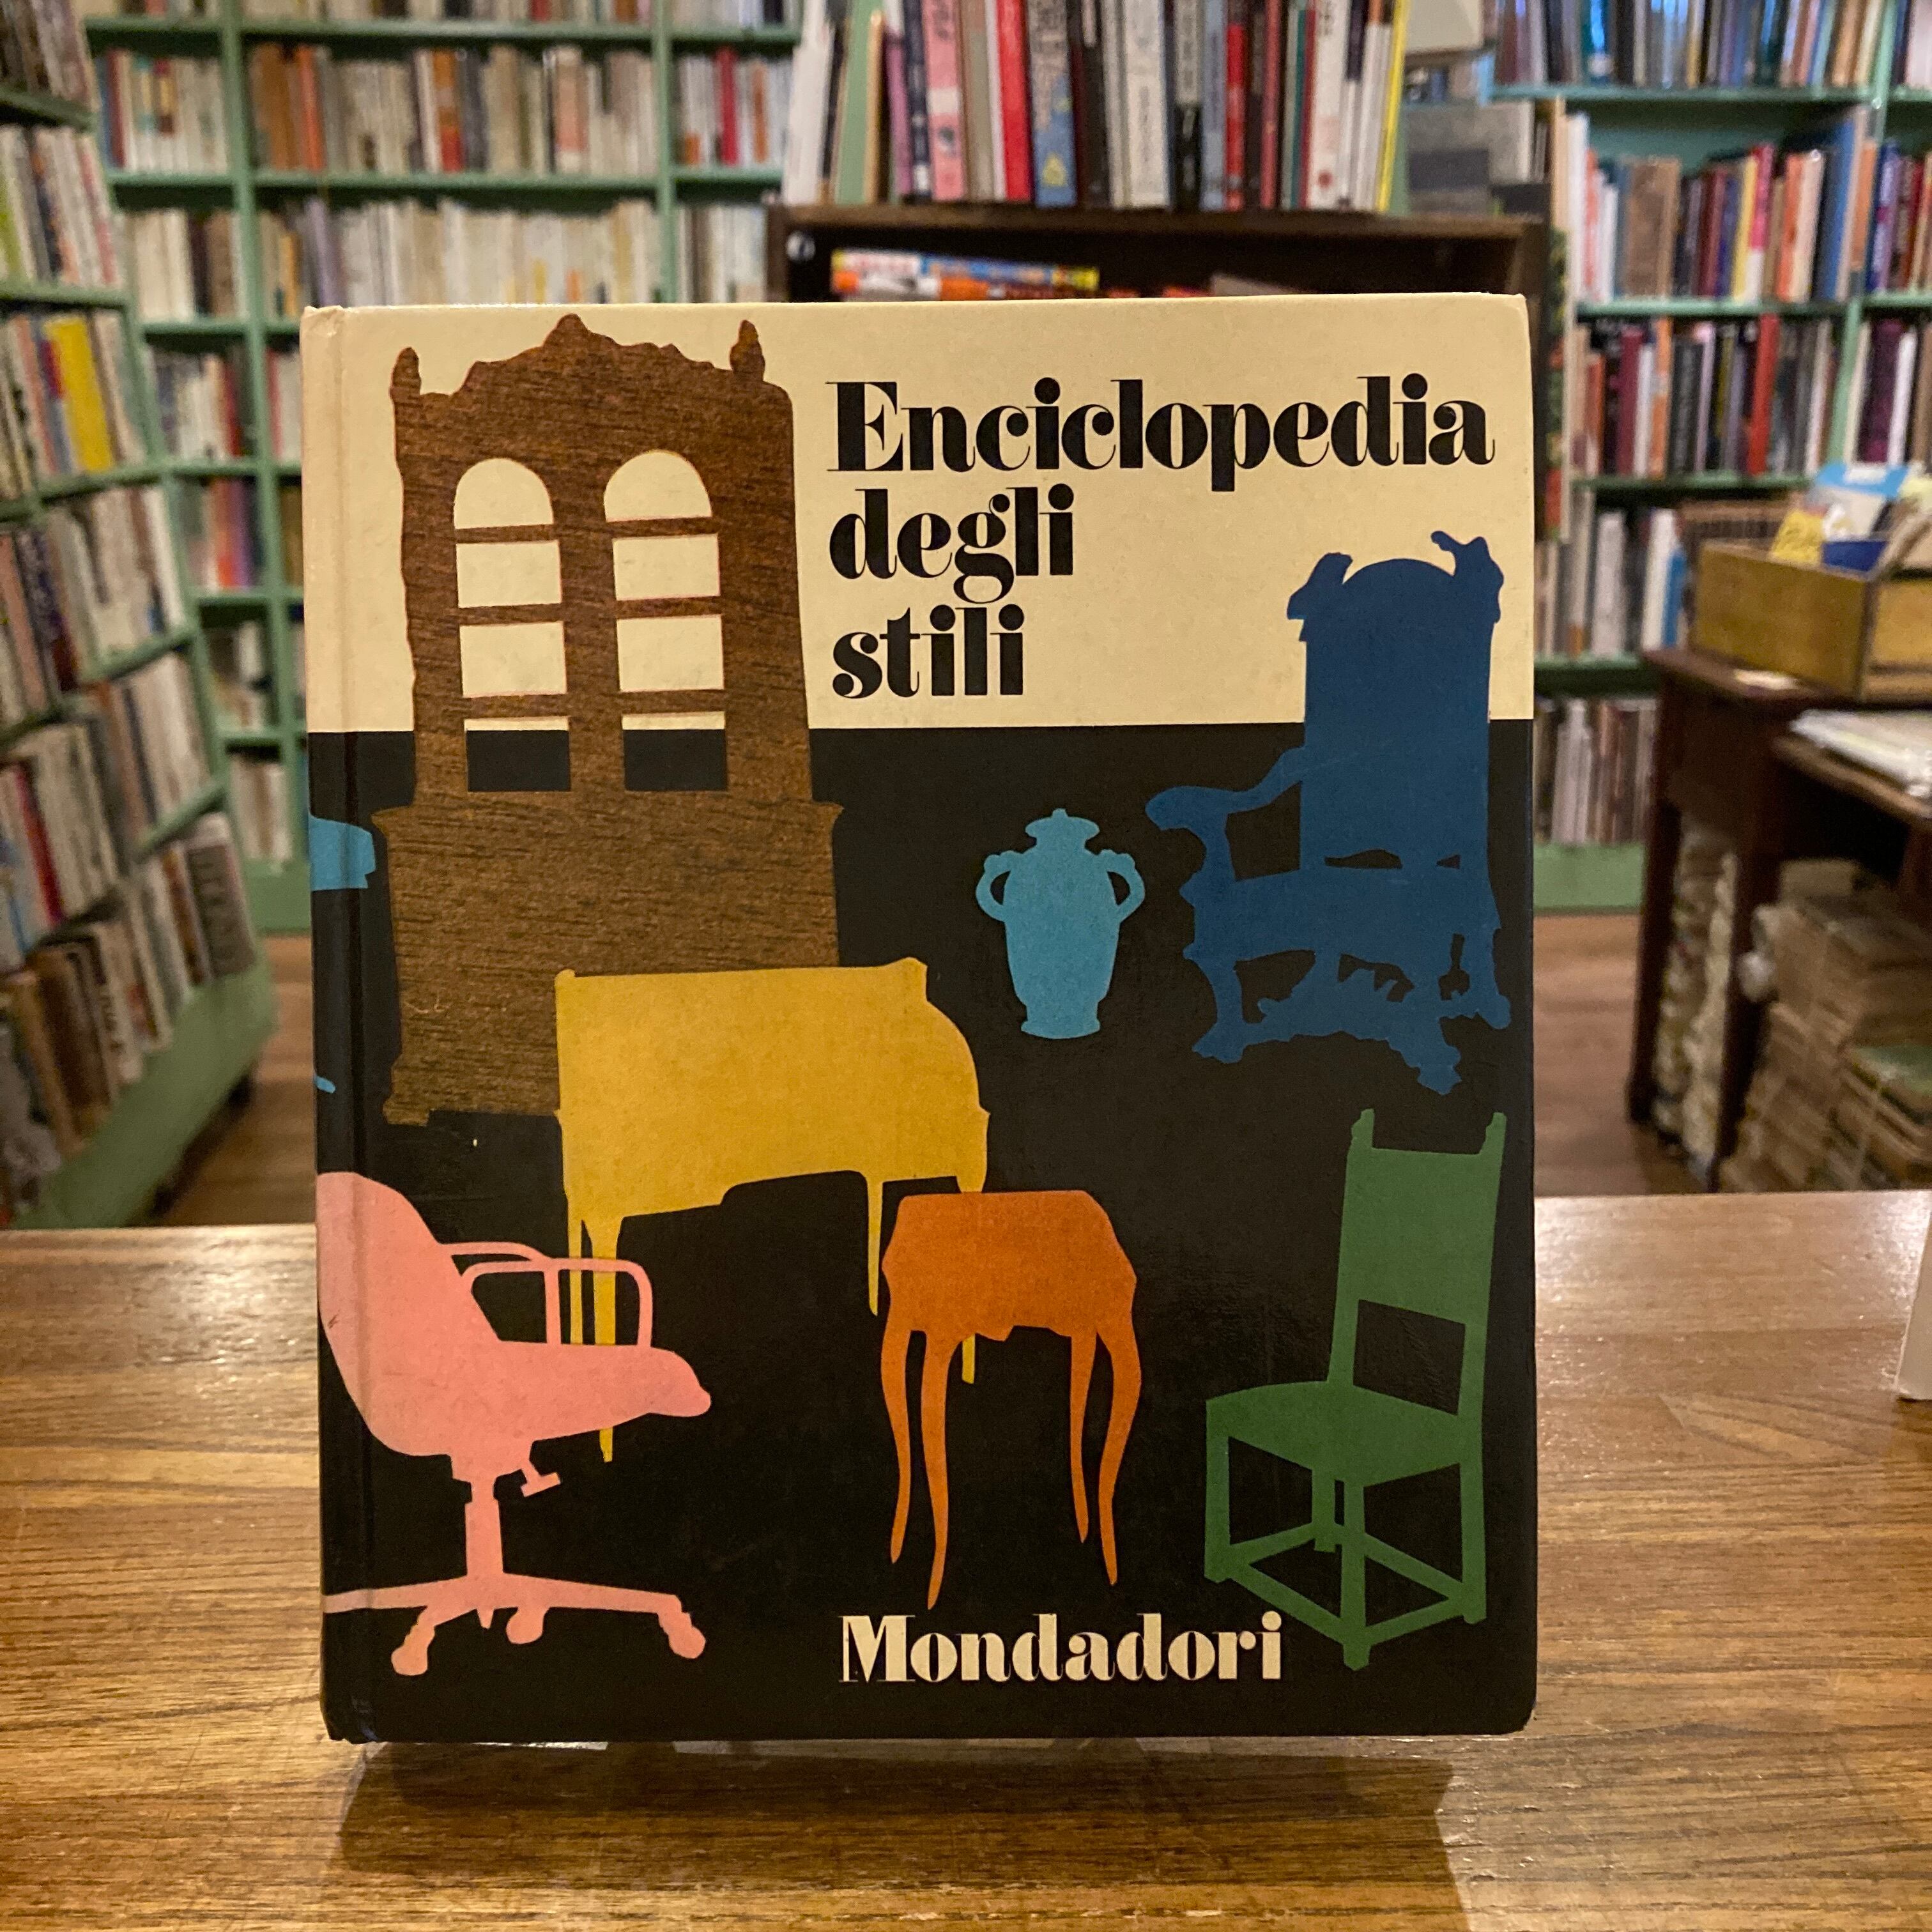 Enciclopedia
degli
stili
Mondadori